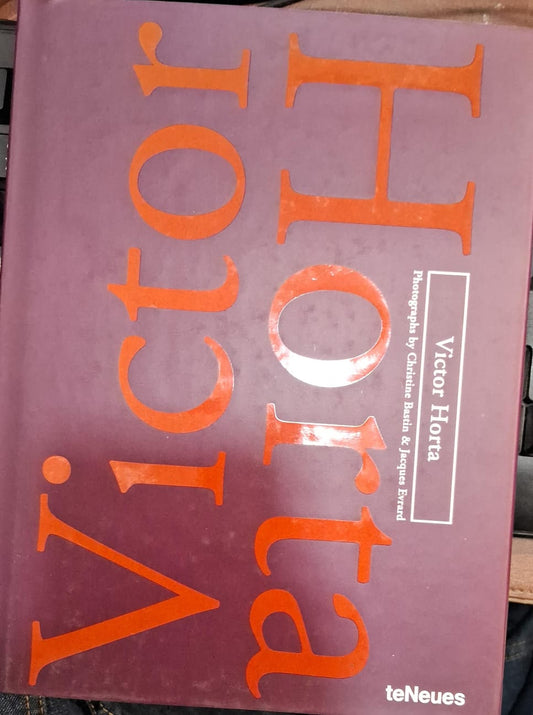 Victor
Horta
Victor Horta
Photographs by Christine Bastin & Jacques Evrard
teNeues